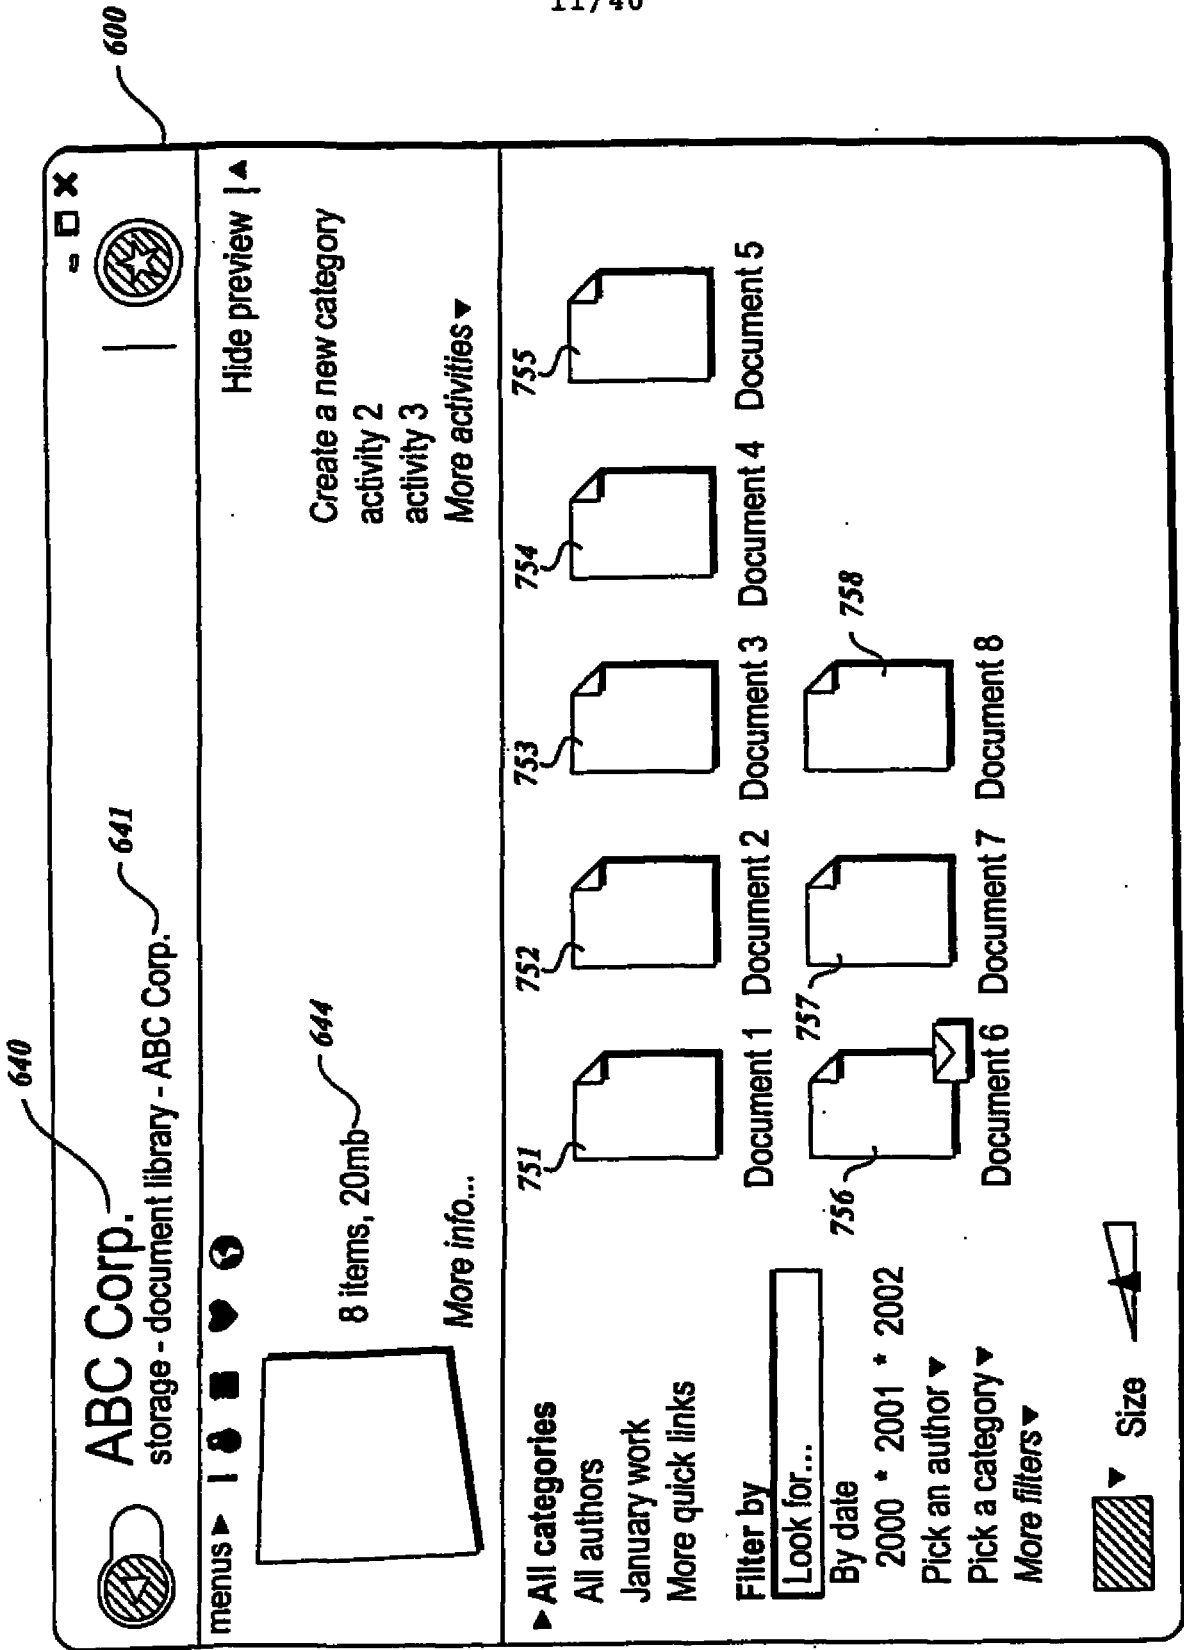 11/40
600
640
ABC Corp.
storage - document library - ABC Corp.
641
menus
Hide preview
8 items, 20mb
644
More info...
Create a new category
activity 2
activity 3
More activities
All categories
All authors
January work
More quick links
Filter by
Look for...
By date
2000 * 2001 * 2002
Pick an author
Pick a category
More filters
Size
751 752 753 754 755
Document 1 Document 2 Document 3 Document 4 Document 5
756 757 758
Document 6 Document 7 Document 8